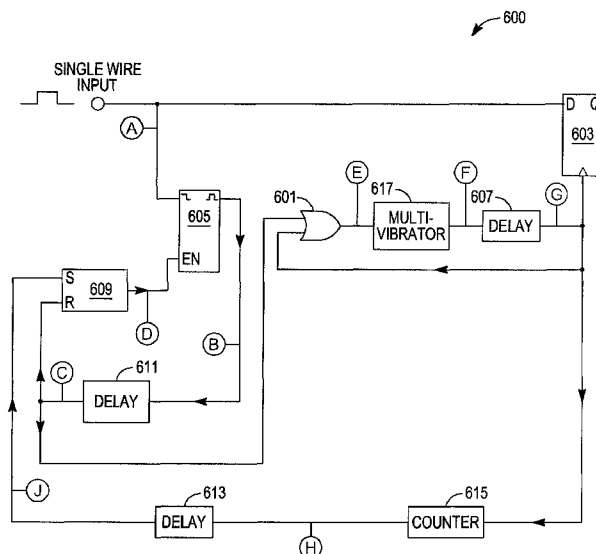 600
SINGLE WIRE
INPUT
A
D Q
603
605
EN
601
E
617
MULTI-
VIBRATOR
F
607
DELAY
G
S
R
609
D
B
C
611
DELAY
J
613
DELAY
H
615
COUNTER